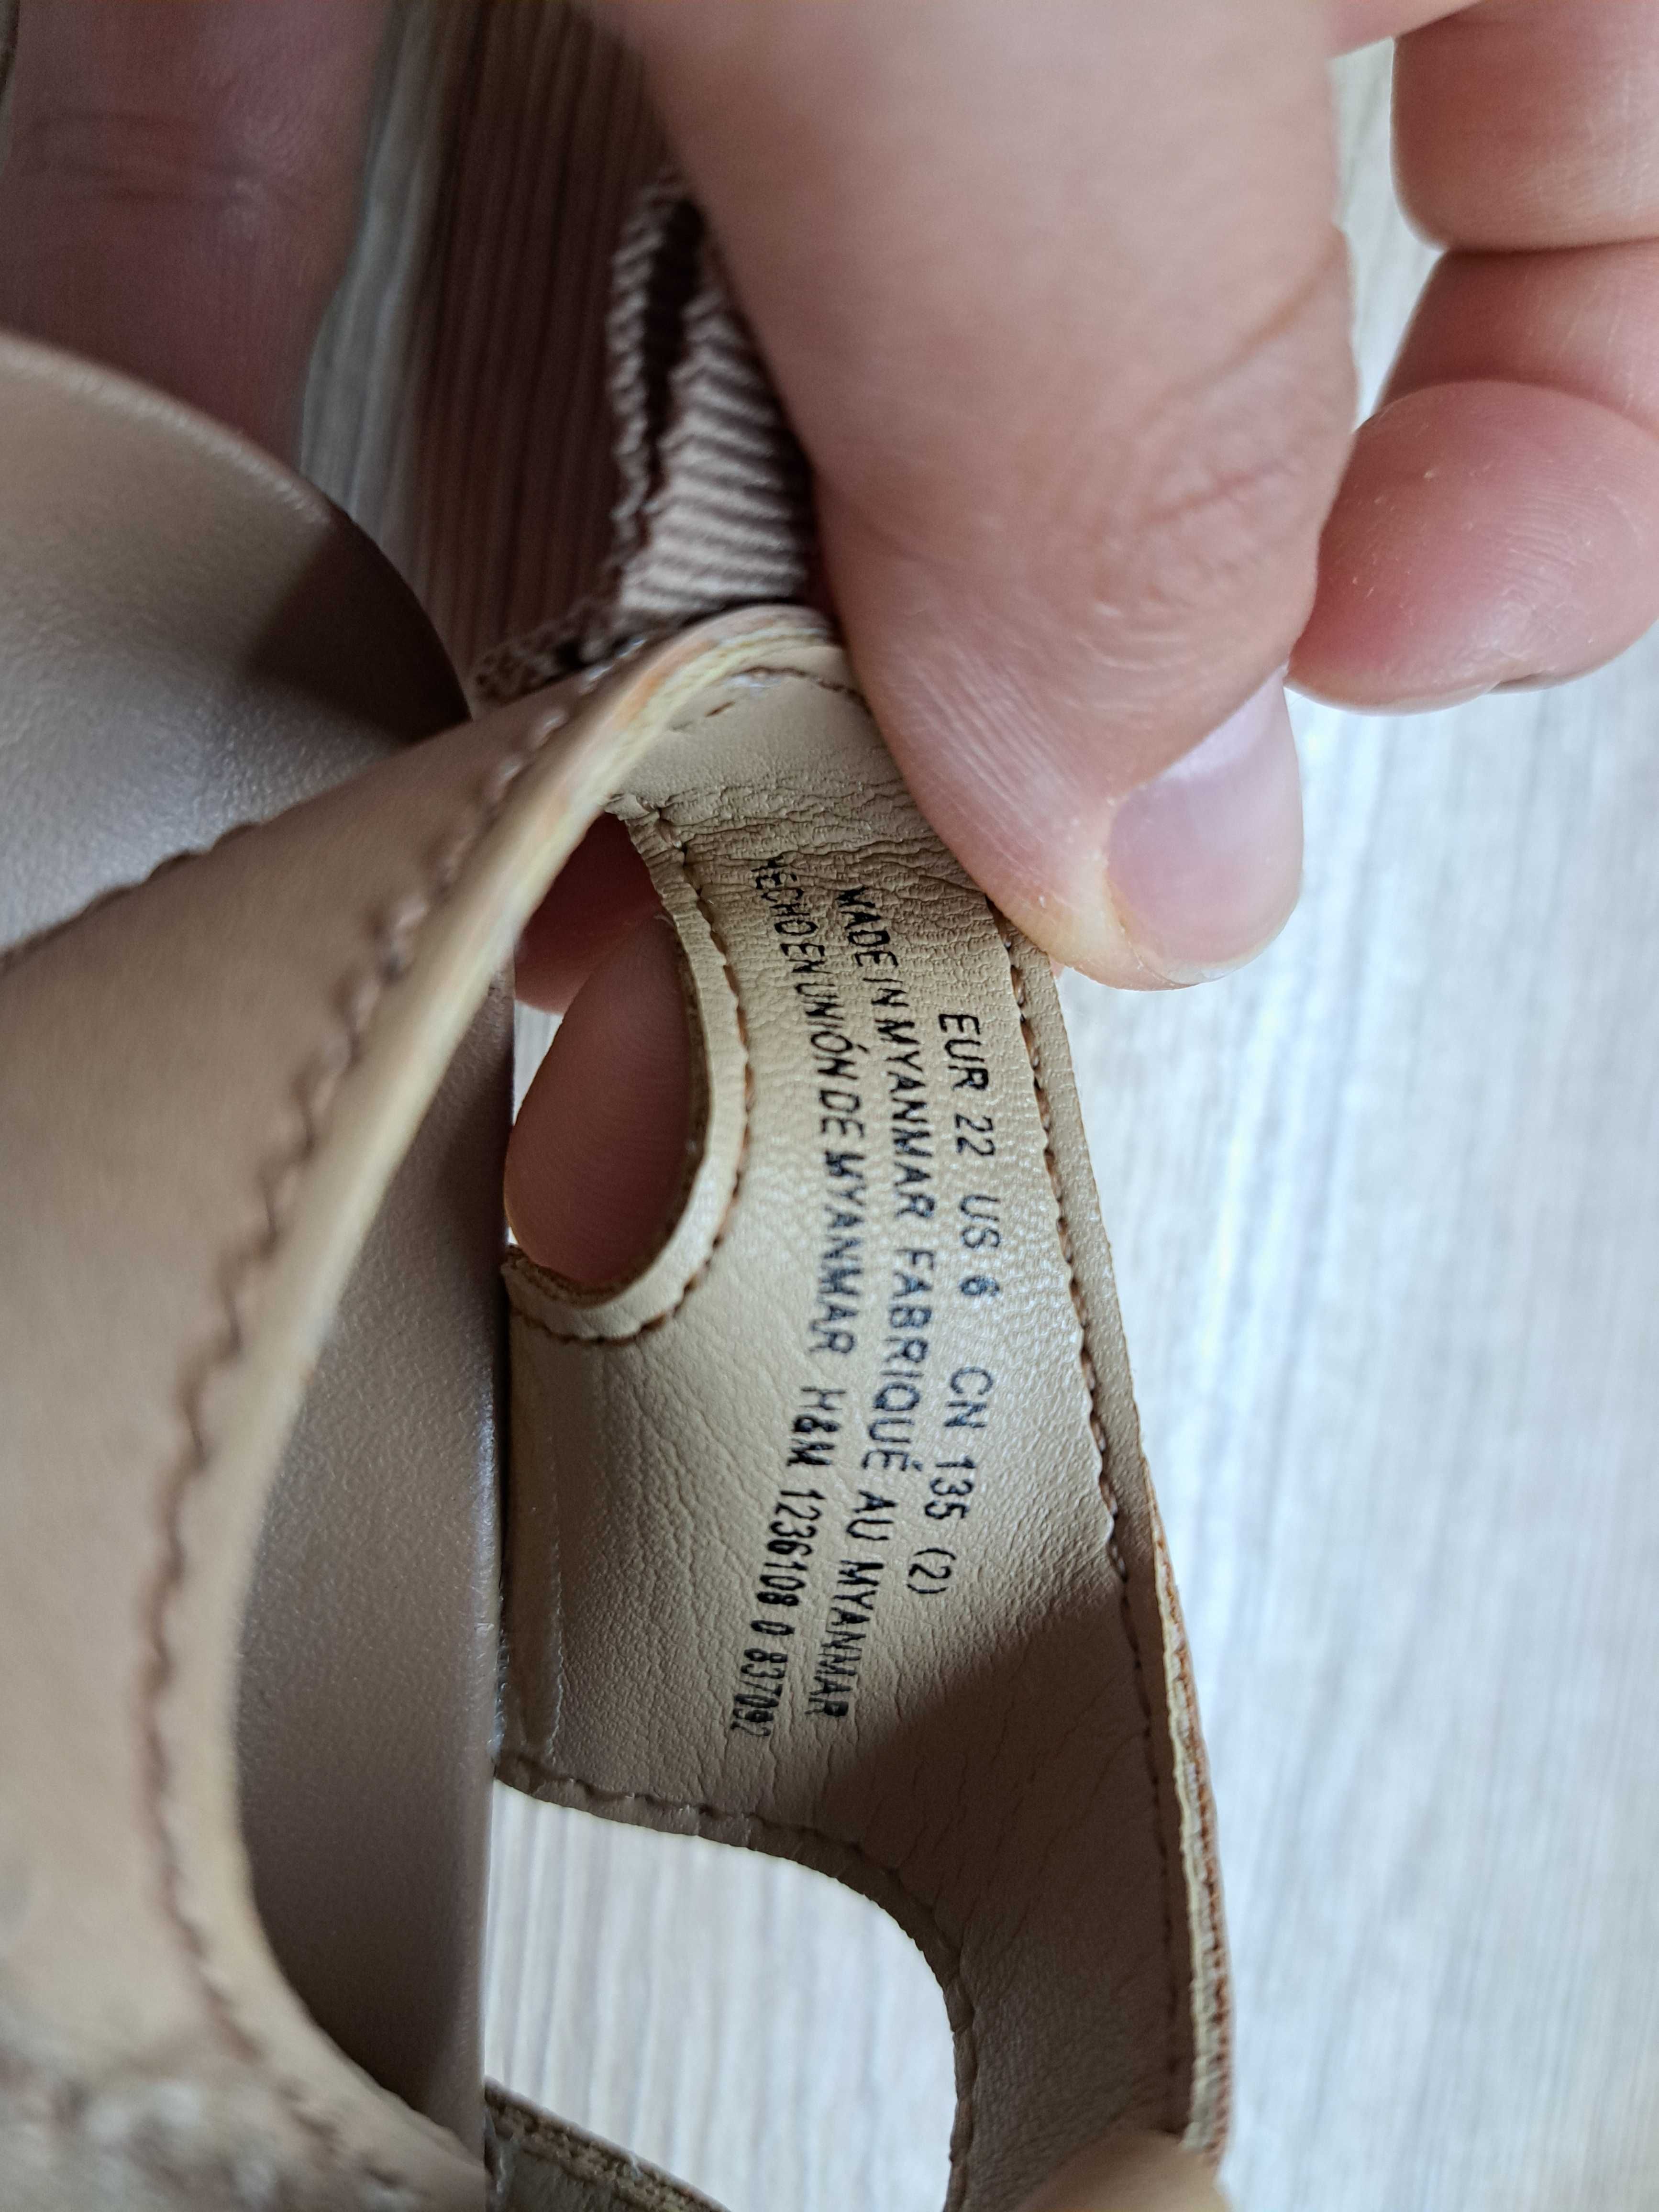 EUR 22 US 6 CN 135 (2)
MADE IN MYANMAR FABRIQUÉ AU MYANMAR
HECHO EN UNIÓN DE MYANMAR H&M 1236108 0 837092